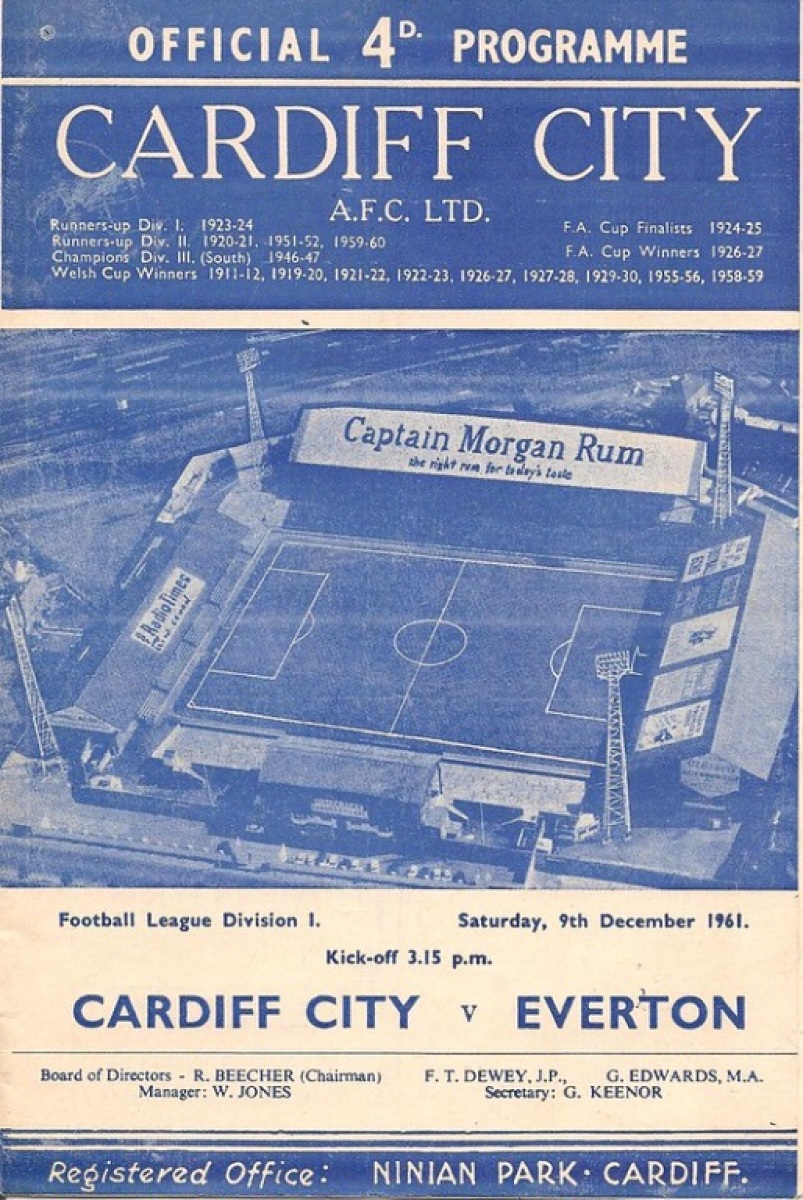 OFFICIAL 4D. PROGRAMME
CARDIFF CITY
A.F.C. LTD.
Runners-up Div. I. 1923-24
Runners-up Div. II. 1920-21, 1951-52, 1959-60
Champions Div. III. (South) 1946-47
F.A. Cup Finalists 1924-25
F.A. Cup Winners 1926-27
Welsh Cup Winners 1911-12, 1919-20, 1921-22, 1922-23, 1926-27, 1927-28, 1929-30, 1955-56, 1958-59
Captain Morgan Rum
the right rum for today's taste
Radio Times
Football League Division I. Saturday, 9th December 1961.
Kick-off 3.15 p.m.
CARDIFF CITY v EVERTON
Board of Directors - R. BEECHER (Chairman) F. T. DEWEY, J.P., G. EDWARDS, M.A.
Manager: W. JONES Secretary: G. KEENOR
Registered Office: NINIAN PARK · CARDIFF.